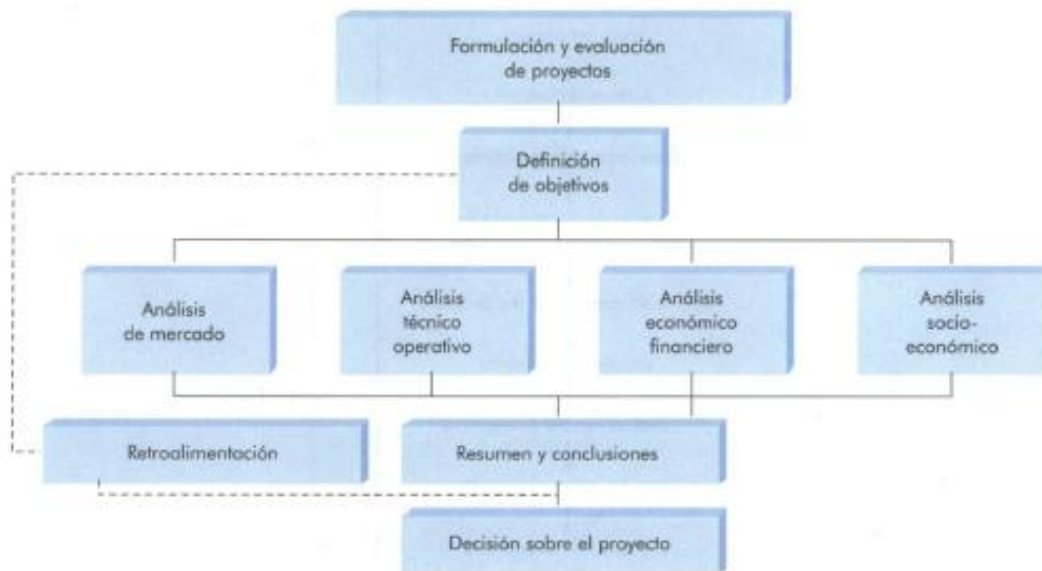 Formulación y evaluación
de proyectos
Definición
de objetivos
Análisis
de mercado
Análisis
técnico
operativo
Análisis
económico
financiero
Análisis
socio-
económico
Retroalimentación
Resumen y conclusiones
Decisión sobre el proyecto